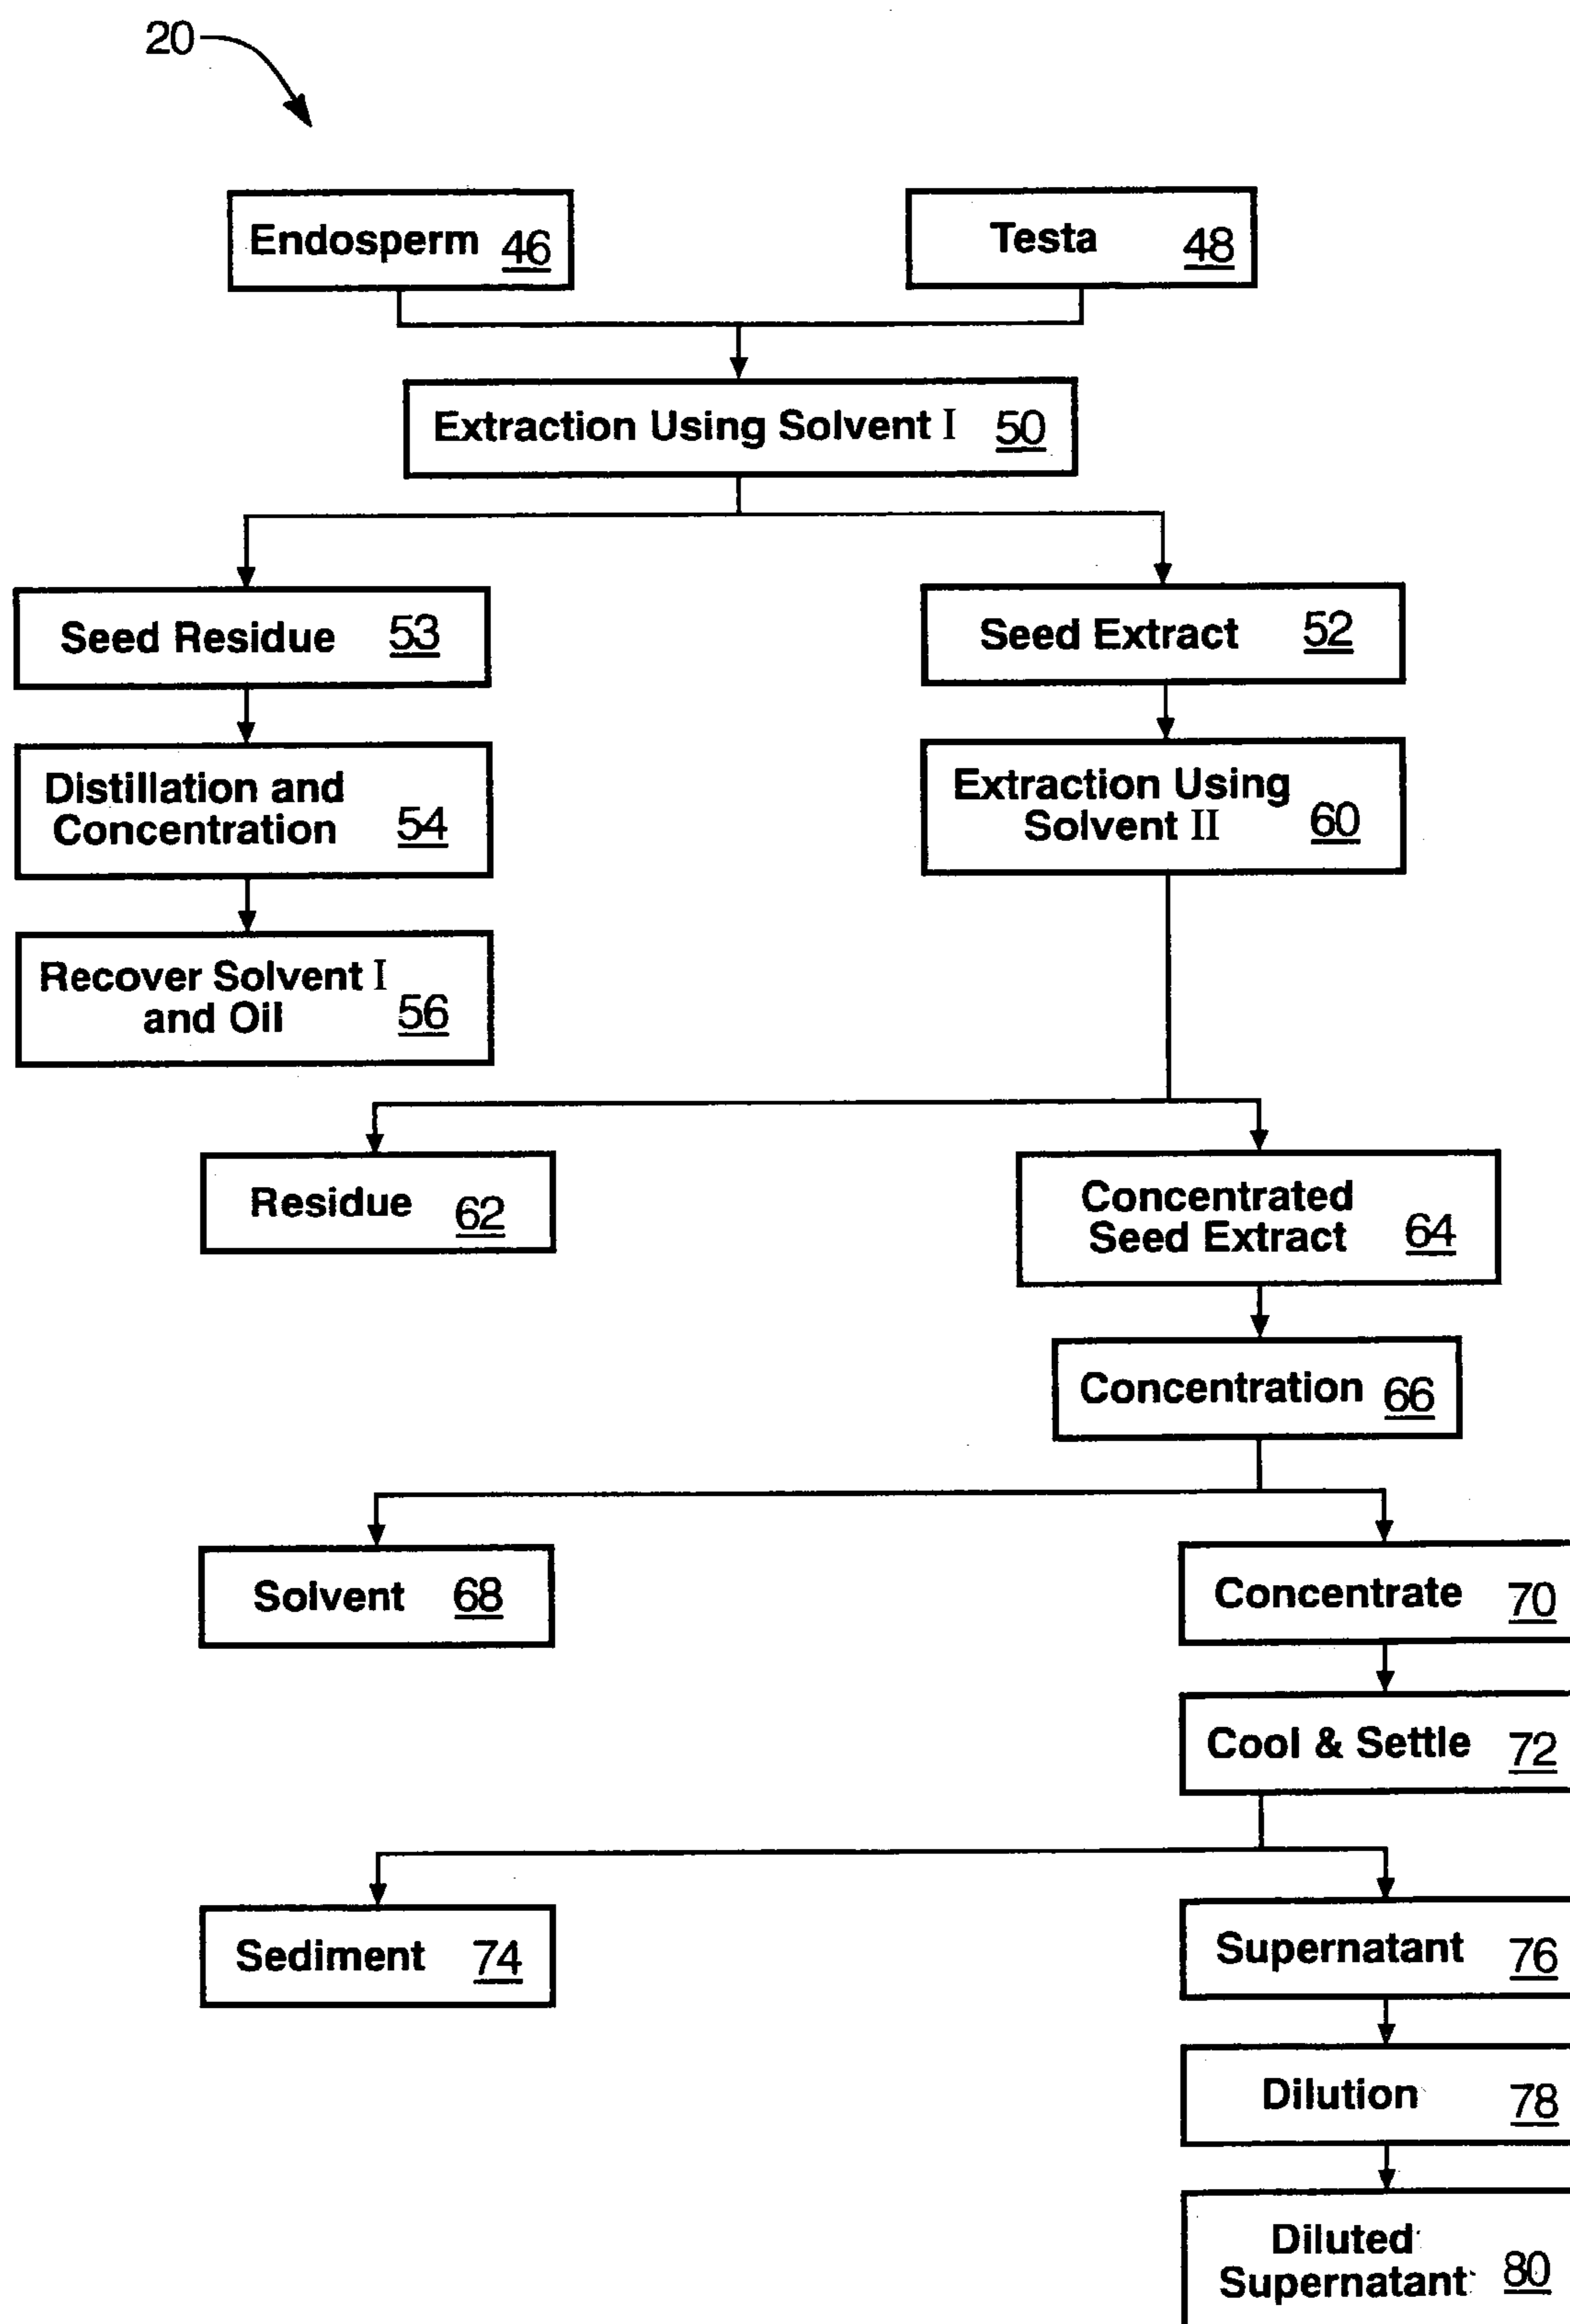 20
Endosperm 46
Testa 48
Extraction Using Solvent I 50
Seed Residue 53
Seed Extract 52
Distillation and
Concentration 54
Extraction Using
Solvent II 60
Recover Solvent I
and Oil 56
Residue 62
Concentrated
Seed Extract 64
Concentration 66
Solvent 68
Concentrate 70
Cool & Settle 72
Sediment 74
Supernatant 76
Dilution 78
Diluted
Supernatant 80